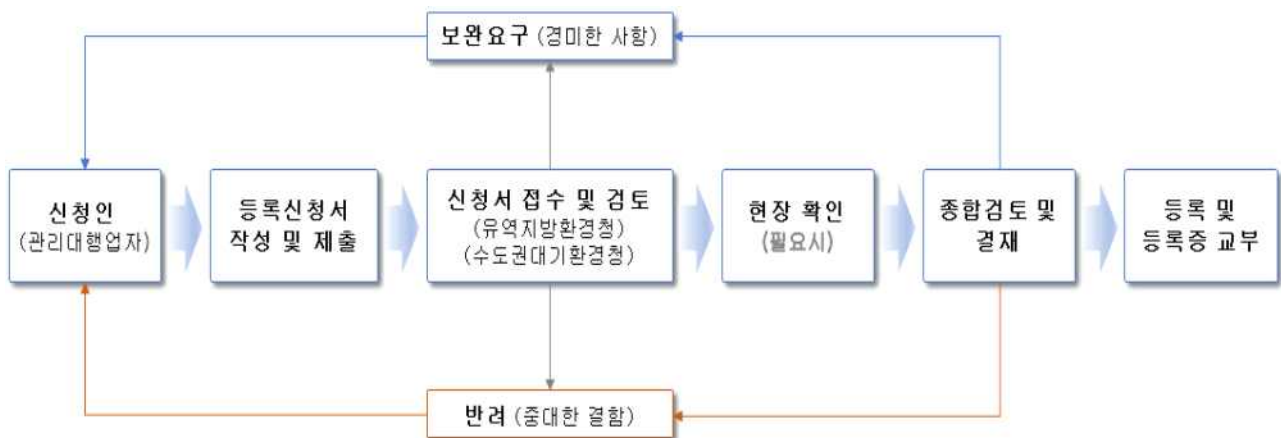 보완요구 (경미한 사항)
신청인
(관리대행업자)
등록신청서
작성 및 제출
신청서 접수 및 검토
(유역지방환경청)
(수도권대기환경청)
현장 확인
(필요시)
종합검토 및
결재
등록 및
등록증 교부
반려 (중대한 결함)